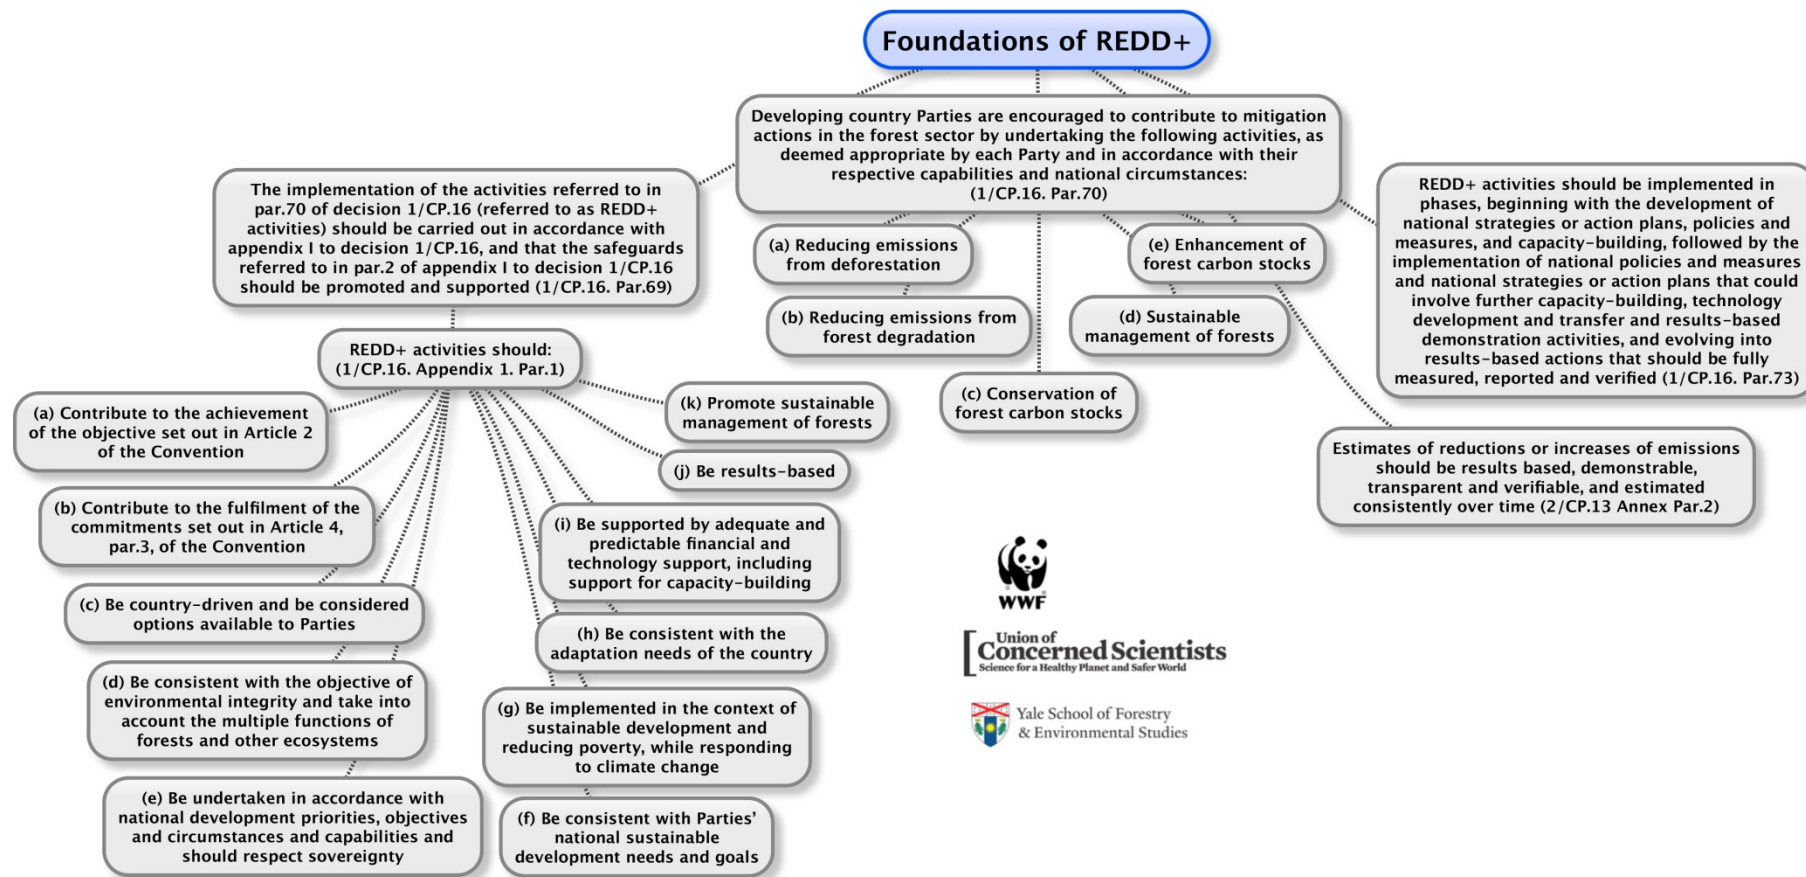 Foundations of REDD+
Developing country Parties are encouraged to contribute to mitigation
actions in the forest sector by undertaking the following activities, as
deemed appropriate by each Party and in accordance with their
respective capabilities and national circumstances:
(1/CP.16. Par.70)
The implementation of the activities referred to in
par.70 of decision 1/CP.16 (referred to as REDD+
activities) should be carried out in accordance with
appendix I to decision 1/CP.16, and that the safeguards
referred to in par.2 of appendix I to decision 1/CP.16
should be promoted and supported (1/CP.16. Par.69)
REDD+ activities should:
(1/CP.16. Appendix 1. Par.1)
(a) Contribute to the achievement
of the objective set out in Article 2
of the Convention
(b) Contribute to the fulfilment of the
commitments set out in Article 4,
par.3, of the Convention
(c) Be country-driven and be considered
options available to Parties
(d) Be consistent with the objective of
environmental integrity and take into
account the multiple functions of
forests and other ecosystems
(e) Be undertaken in accordance with
national development priorities, objectives
and circumstances and capabilities and
should respect sovereignty
(f) Be consistent with Parties'
national sustainable
development needs and goals
(g) Be implemented in the context of
sustainable development and
reducing poverty, while responding
to climate change
(h) Be consistent with the
adaptation needs of the country
(i) Be supported by adequate and
predictable financial and
technology support, including
support for capacity-building
(j) Be results-based
(k) Promote sustainable
management of forests
(a) Reducing emissions
from deforestation
(b) Reducing emissions from
forest degradation
(c) Conservation of
forest carbon stocks
(d) Sustainable
management of forests
(e) Enhancement of
forest carbon stocks
REDD+ activities should be implemented in
phases, beginning with the development of
national strategies or action plans, policies and
measures, and capacity-building, followed by the
implementation of national policies and measures
and national strategies or action plans that could
involve further capacity-building, technology
development and transfer and results-based
demonstration activities, and evolving into
results-based actions that should be fully
measured, reported and verified (1/CP.16. Par.73)
Estimates of reductions or increases of emissions
should be results based, demonstrable,
transparent and verifiable, and estimated
consistently over time (2/CP.13 Annex Par.2)
WWF
Union of
Concerned Scientists
Science for a Healthy Planet and Safer World
Yale School of Forestry
& Environmental Studies